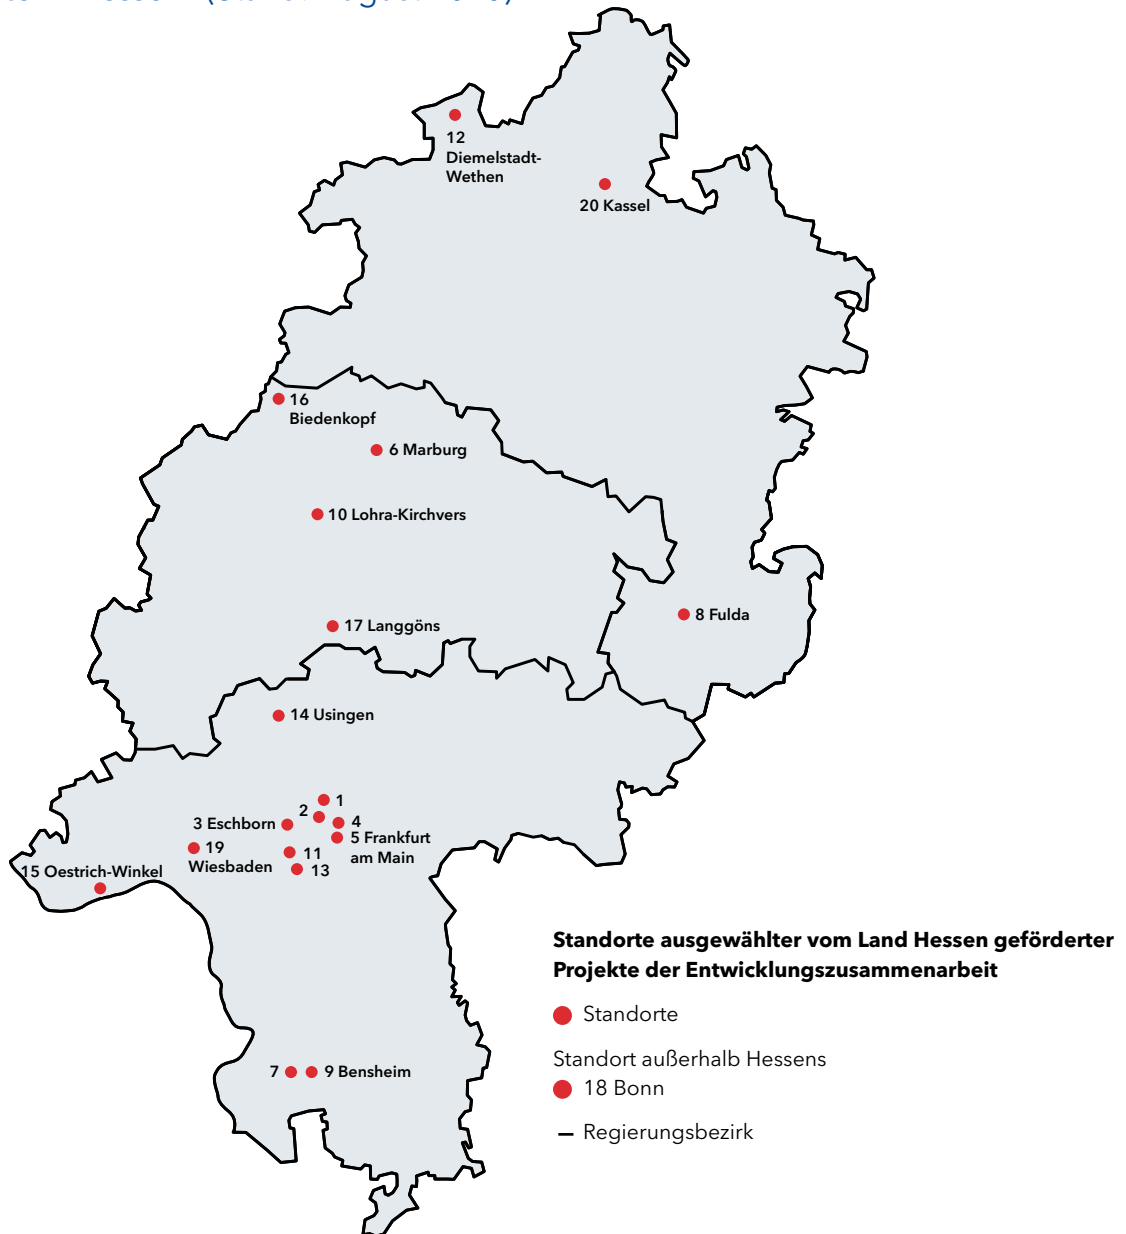 12
Diemelstadt-
Wethen
20 Kassel
16
Biedenkopf
6 Marburg
10 Lohra-Kirchvers
17 Langgöns
8 Fulda
14 Usingen
1
2
3 Eschborn
4
5 Frankfurt
am Main
19
Wiesbaden
11
13
15 Oestrich-Winkel
7
9 Bensheim
Standorte ausgewählter vom Land Hessen geförderter
Projekte der Entwicklungszusammenarbeit
Standorte
Standort außerhalb Hessens
18 Bonn
Regierungsbezirk